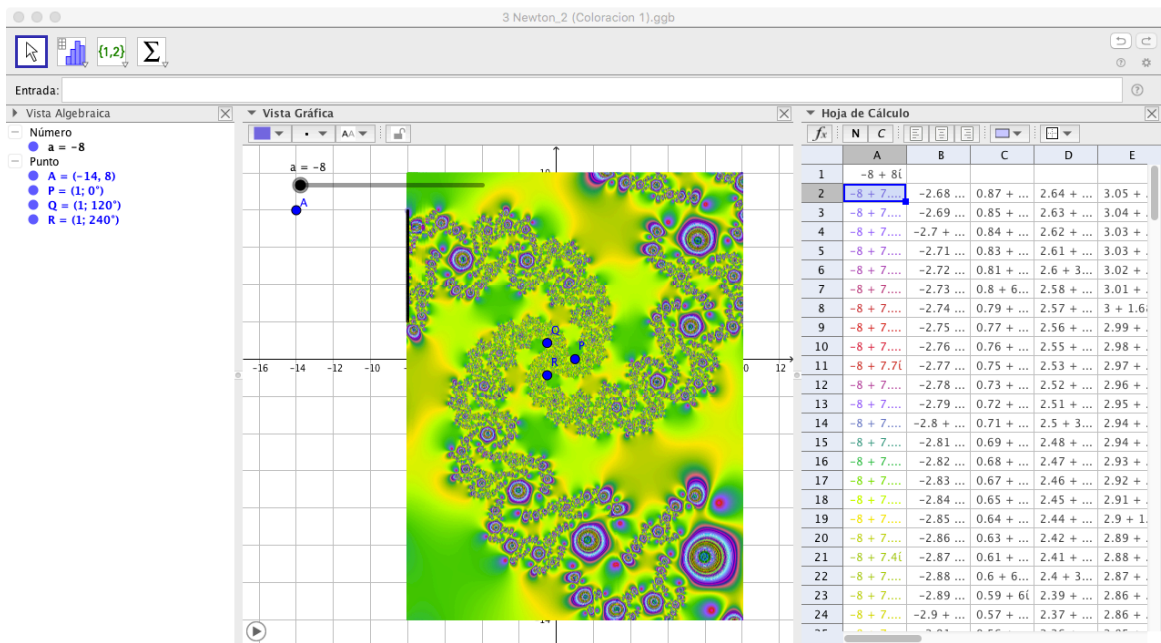 3 Newton_2 (Coloracion 1).ggb
{1,2} Σ
Entrada:
Vista Algebraica
Número
a = -8
Punto
A = (-14, 8)
P = (1; 0°)
Q = (1; 120°)
R = (1; 240°)
Vista Gráfica
AA
a = -8
A
Q
P
R
-16 -14 -12 -10 0 12
Hoja de Cálculo
fx N C
A B C D E
1 -8 + 8i
2 -8 + 7.... -2.68 ... 0.87 + ... 2.64 + ... 3.05 + .
3 -8 + 7.... -2.69 ... 0.85 + ... 2.63 + ... 3.04 + .
4 -8 + 7.... -2.7 + ... 0.84 + ... 2.62 + ... 3.03 + .
5 -8 + 7.... -2.71 ... 0.83 + ... 2.61 + ... 3.03 + .
6 -8 + 7.... -2.72 ... 0.81 + ... 2.6 + 3... 3.02 + .
7 -8 + 7.... -2.73 ... 0.8 + 6... 2.58 + ... 3.01 + .
8 -8 + 7.... -2.74 ... 0.79 + ... 2.57 + ... 3 + 1.6
9 -8 + 7.... -2.75 ... 0.77 + ... 2.56 + ... 2.99 + .
10 -8 + 7.... -2.76 ... 0.76 + ... 2.55 + ... 2.98 + .
11 -8 + 7.7i -2.77 ... 0.75 + ... 2.53 + ... 2.97 + .
12 -8 + 7.... -2.78 ... 0.73 + ... 2.52 + ... 2.96 + .
13 -8 + 7.... -2.79 ... 0.72 + ... 2.51 + ... 2.95 + .
14 -8 + 7.... -2.8 + ... 0.71 + ... 2.5 + 3... 2.94 + .
15 -8 + 7.... -2.81 ... 0.69 + ... 2.48 + ... 2.94 + .
16 -8 + 7.... -2.82 ... 0.68 + ... 2.47 + ... 2.93 + .
17 -8 + 7.... -2.83 ... 0.67 + ... 2.46 + ... 2.92 + .
18 -8 + 7.... -2.84 ... 0.65 + ... 2.45 + ... 2.91 + .
19 -8 + 7.... -2.85 ... 0.64 + ... 2.44 + ... 2.9 + 1.
20 -8 + 7.... -2.86 ... 0.63 + ... 2.42 + ... 2.89 + .
21 -8 + 7.4i -2.87 ... 0.61 + ... 2.41 + ... 2.88 + .
22 -8 + 7.... -2.88 ... 0.6 + 6... 2.4 + 3... 2.87 + .
23 -8 + 7.... -2.89 ... 0.59 + 6i 2.39 + ... 2.86 + .
24 -8 + 7.... -2.9 + ... 0.57 + ... 2.37 + ... 2.86 + .